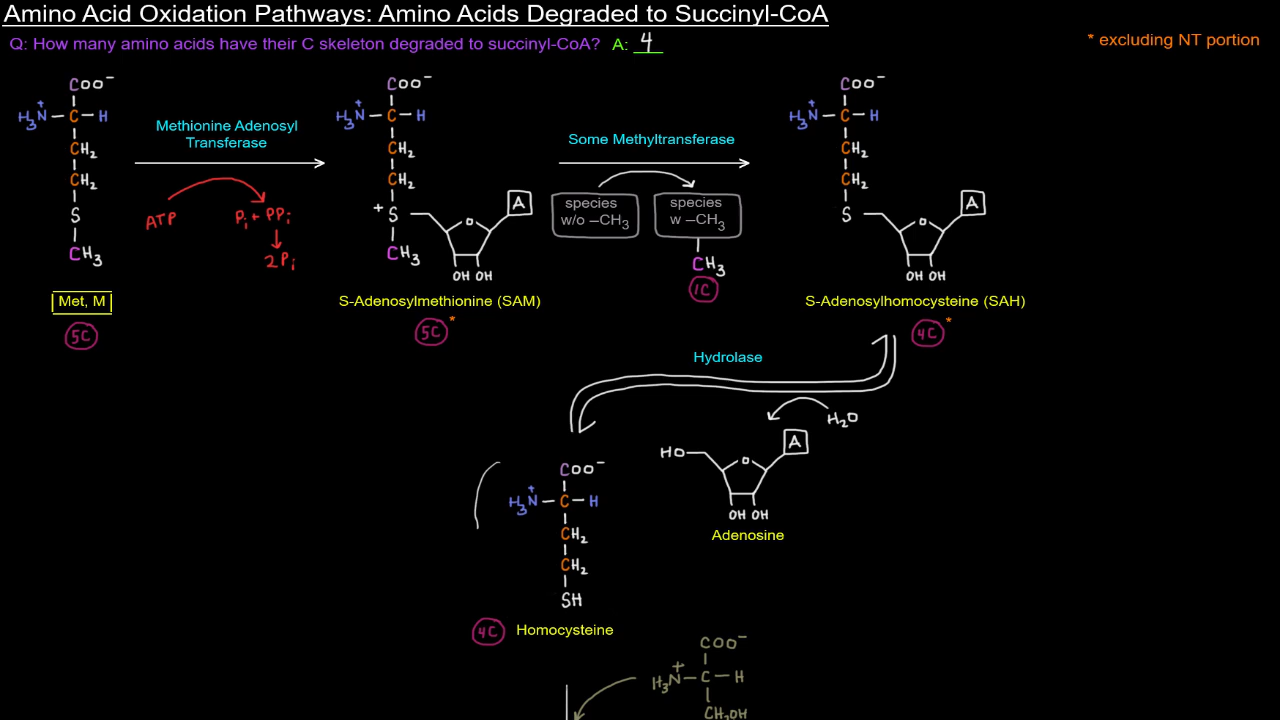 Amino Acid Oxidation Pathways: Amino Acids Degraded to Succinyl-CoA
Q: How many amino acids have their C skeleton degraded to succinyl-CoA? A: 4
* excluding NT portion
COO⁻
H₃N⁺ – C – H
CH₂
CH₂
S
CH₃
Met, M
5C
Methionine Adenosyl
Transferase
ATP
Pᵢ + PPᵢ
2Pᵢ
COO⁻
H₃N⁺ – C – H
CH₂
CH₂
⁺S
CH₃
O
A
OH OH
S-Adenosylmethionine (SAM)
5C *
Some Methyltransferase
species
w/o –CH₃
species
w –CH₃
CH₃
1C
COO⁻
H₃N⁺ – C – H
CH₂
CH₂
S
O
A
OH OH
S-Adenosylhomocysteine (SAH)
4C *
Hydrolase
H₂O
HO
O
A
OH OH
Adenosine
COO⁻
H₃N⁺ – C – H
CH₂
CH₂
SH
4C Homocysteine
COO⁻
H₃N⁺ – C – H
CH₂OH